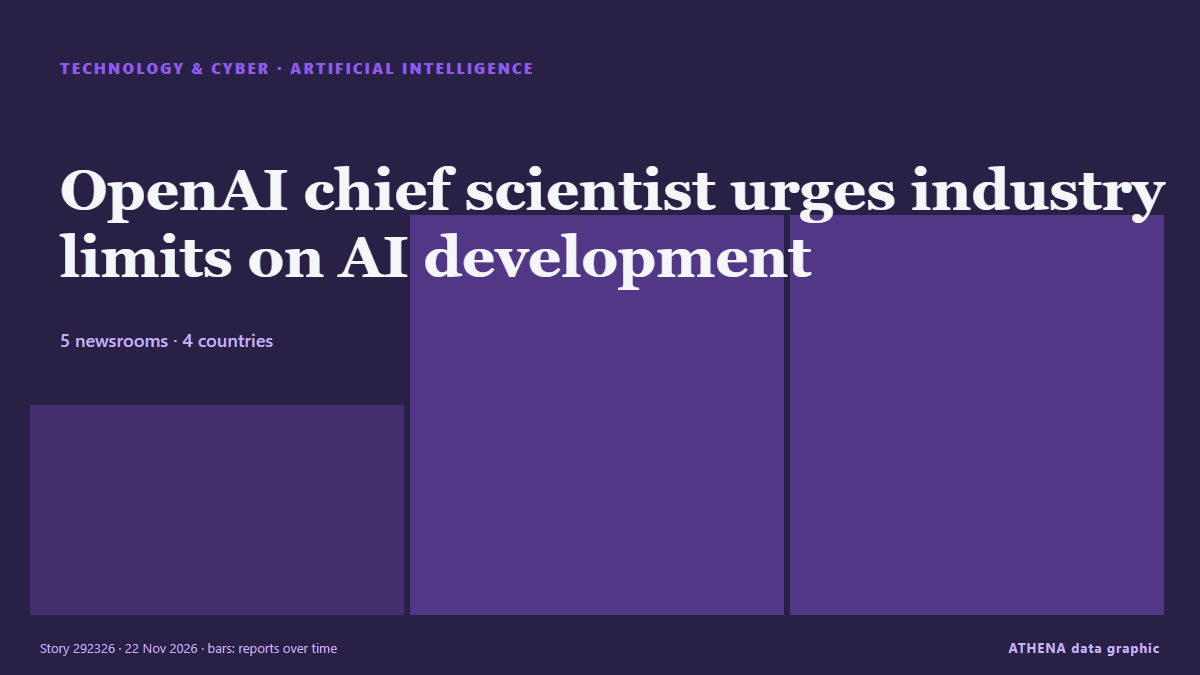 TECHNOLOGY & CYBER · ARTIFICIAL INTELLIGENCE
OpenAI chief scientist urges industry
limits on AI development
5 newsrooms · 4 countries
Story 292326 · 22 Nov 2026 · bars: reports over time
ATHENA data graphic